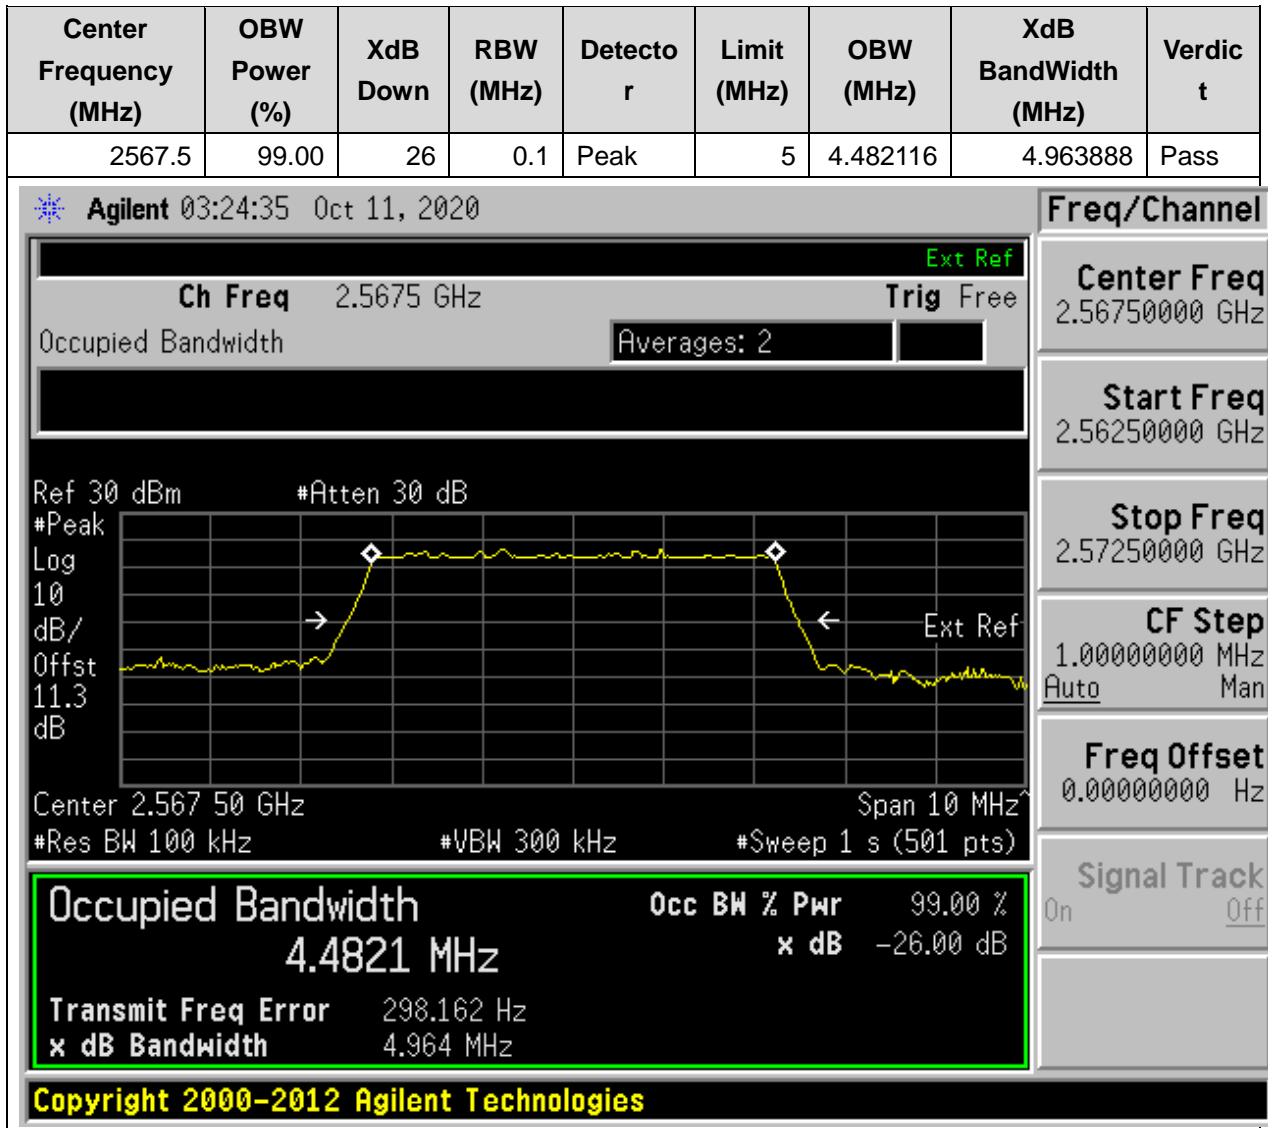 Center Frequency (MHz) OBW Power (%) XdB Down RBW (MHz) Detecto r Limit (MHz) OBW (MHz) XdB BandWidth (MHz) Verdic t
2567.5 99.00 26 0.1 Peak 5 4.482116 4.963888 Pass
Agilent 03:24:35 Oct 11, 2020
Freq/Channel
Ext Ref
Ch Freq 2.5675 GHz Trig Free
Occupied Bandwidth Averages: 2
Center Freq
2.56750000 GHz
Start Freq
2.56250000 GHz
Stop Freq
2.57250000 GHz
CF Step
1.00000000 MHz
Auto Man
Freq Offset
0.00000000 Hz
Signal Track
On Off
Ref 30 dBm #Atten 30 dB
#Peak
Log
10
dB/
Offst
11.3
dB
Ext Ref
Center 2.567 50 GHz Span 10 MHz^
#Res BW 100 kHz #VBW 300 kHz #Sweep 1 s (501 pts)
Occupied Bandwidth Occ BW % Pwr 99.00 %
4.4821 MHz x dB -26.00 dB
Transmit Freq Error 298.162 Hz
x dB Bandwidth 4.964 MHz
Copyright 2000-2012 Agilent Technologies